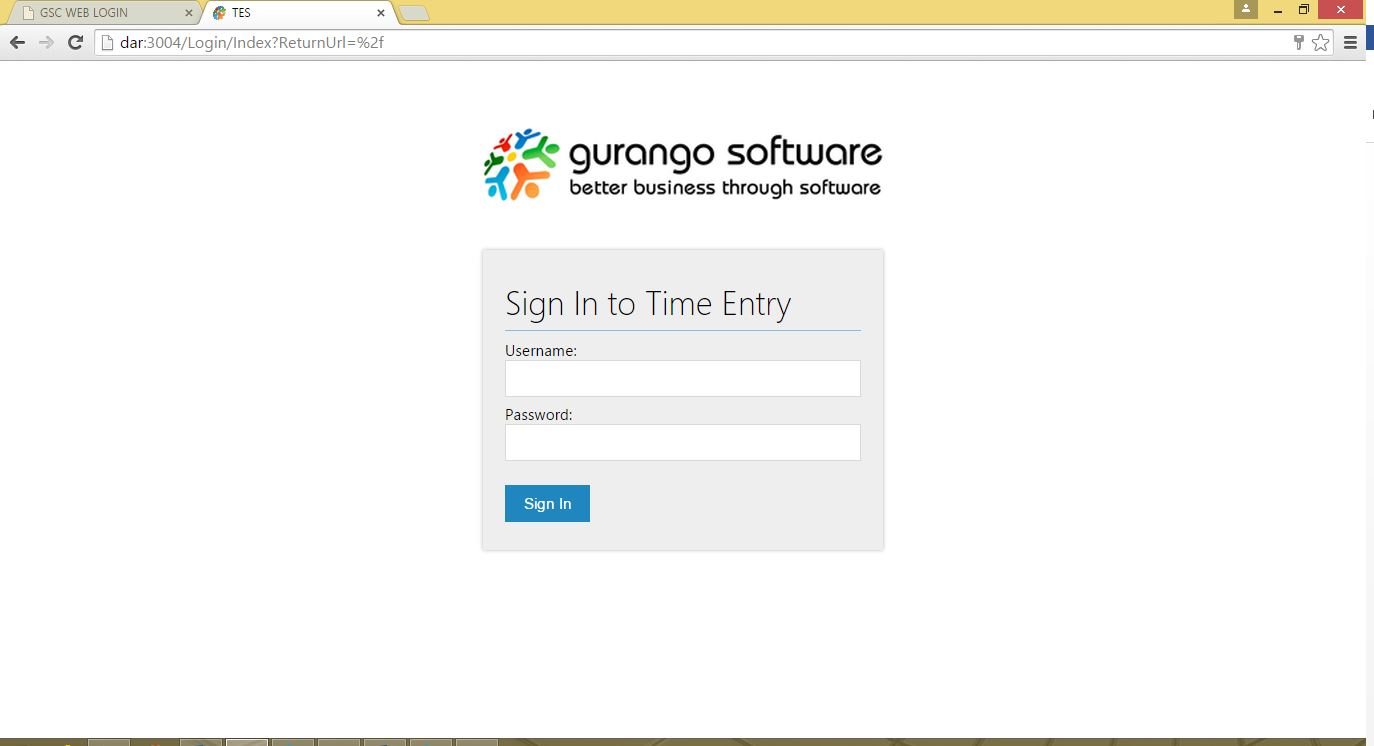 GSC WEB LOGIN
TES
dar:3004/Login/Index?ReturnUrl=%2f
gurango software
better business through software
Sign In to Time Entry
Username:
Password:
Sign In